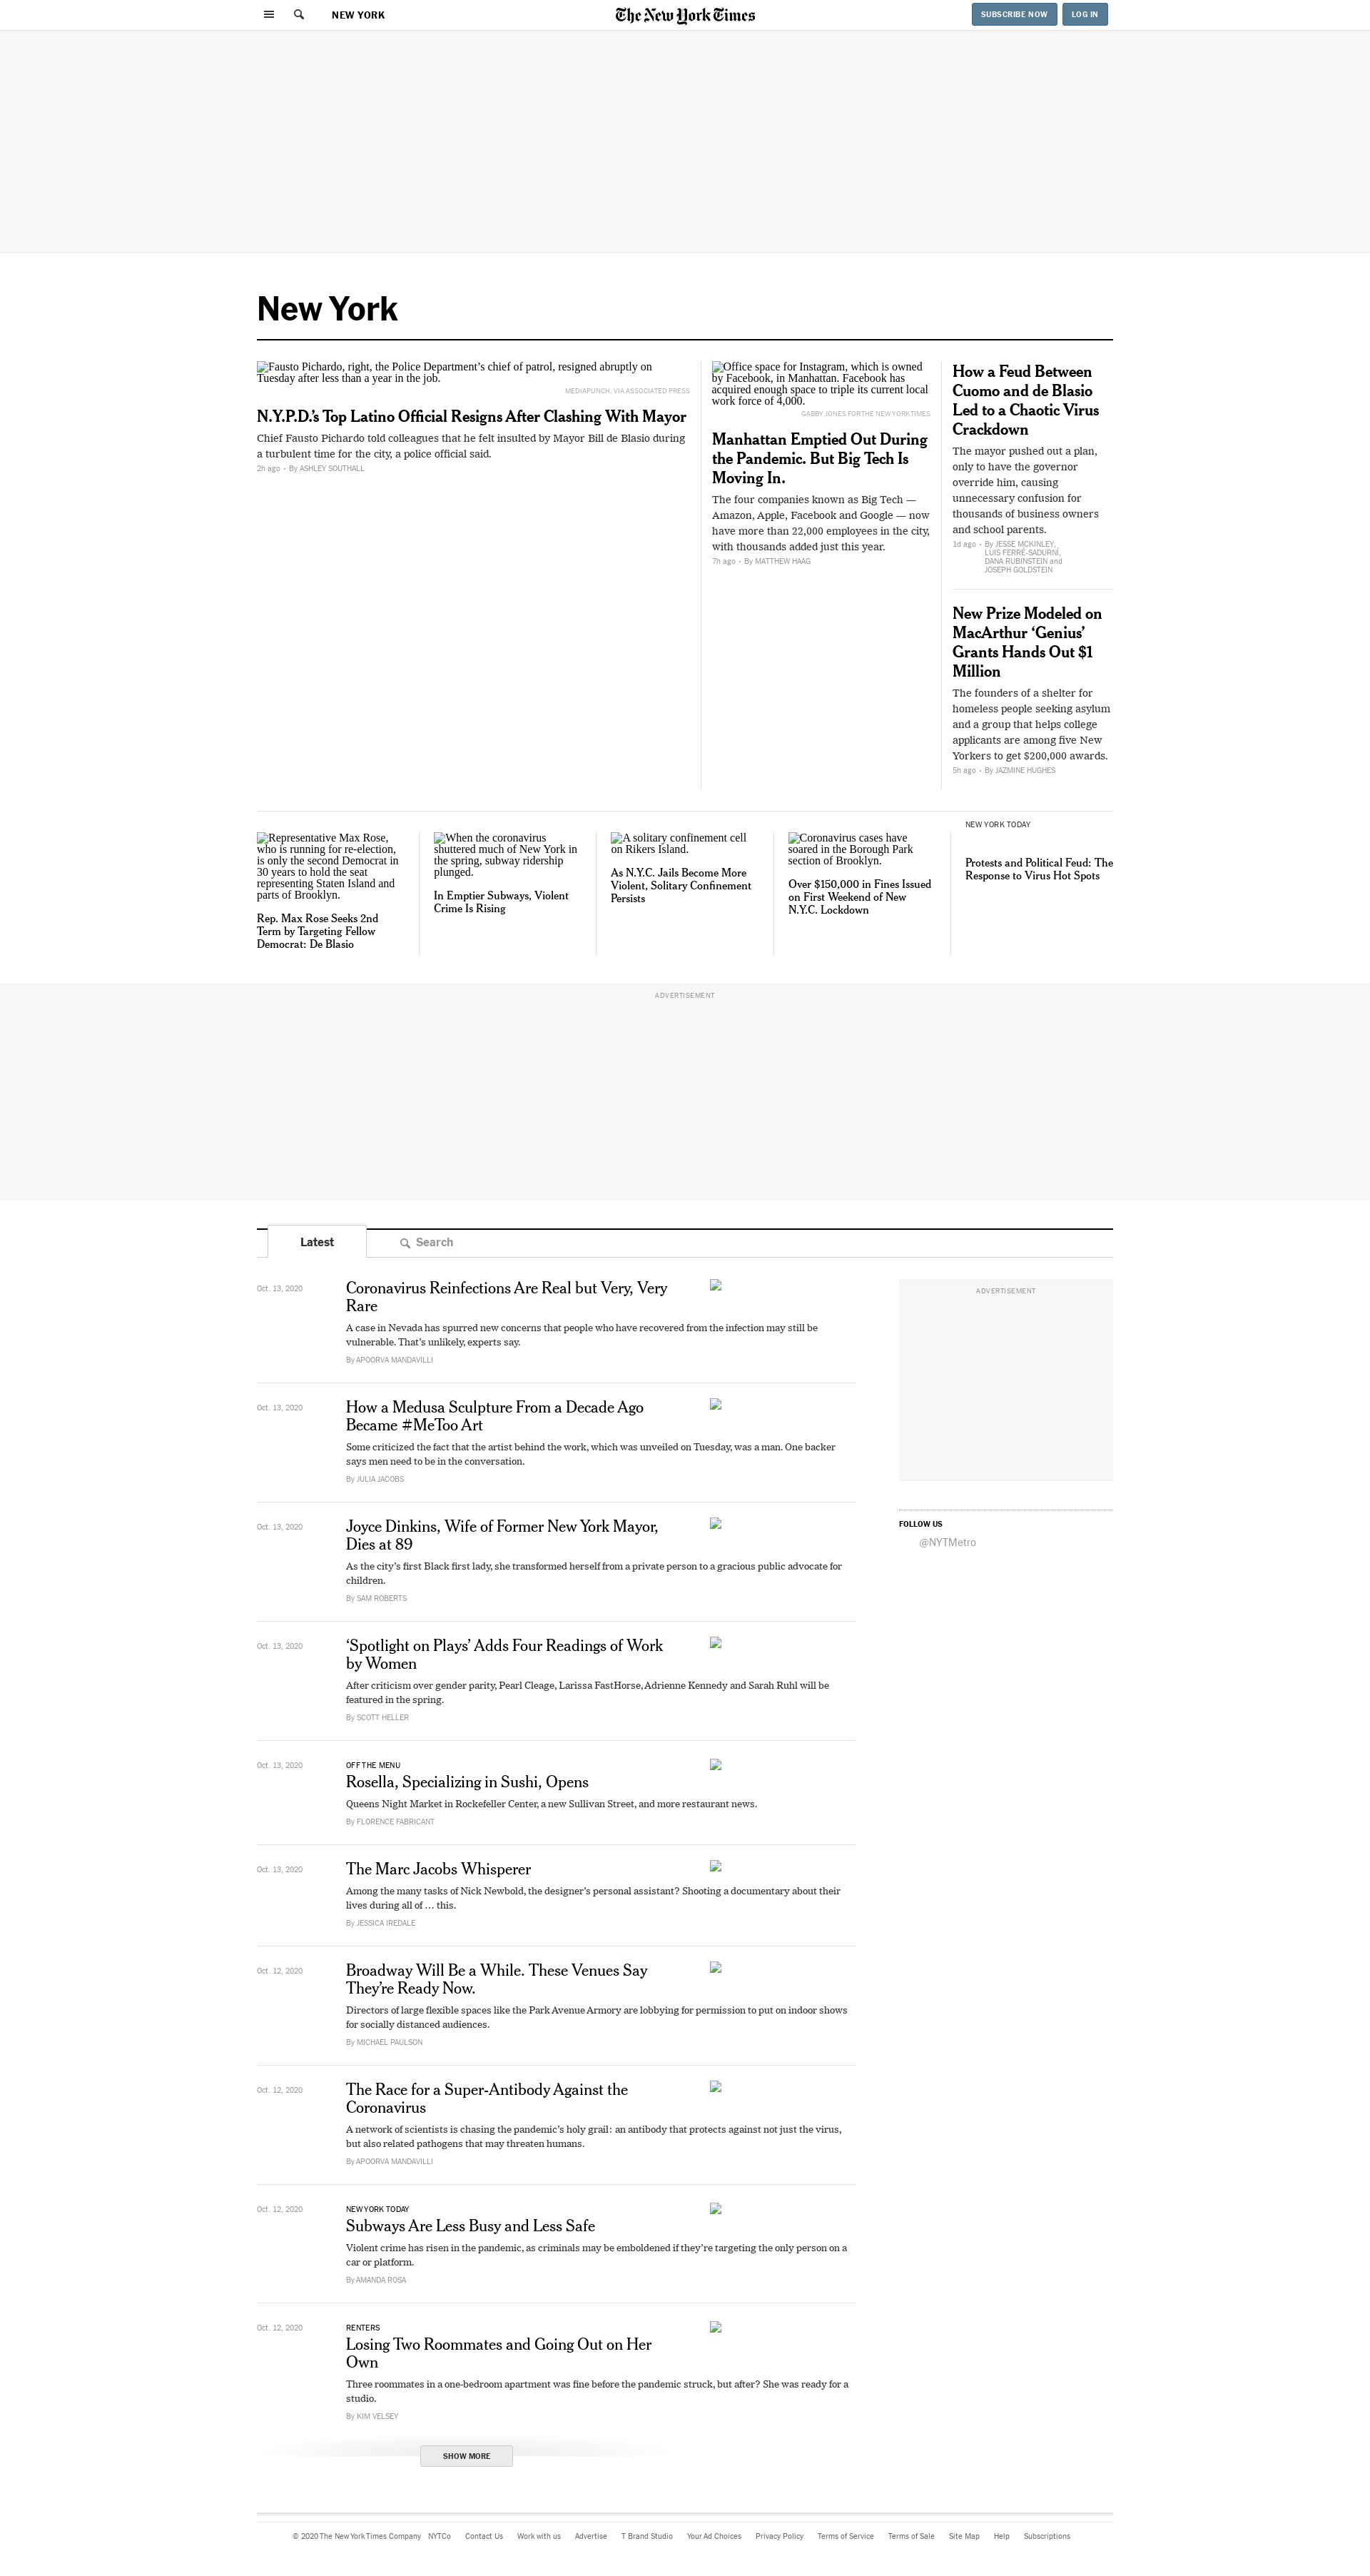 NEW YORK
The New York Times
SUBSCRIBE NOW
LOG IN
New York
Fausto Pichardo, right, the Police Department’s chief of patrol, resigned abruptly on
Tuesday after less than a year in the job.
MEDIAPUNCH, VIA ASSOCIATED PRESS
N.Y.P.D.’s Top Latino Official Resigns After Clashing With Mayor
Chief Fausto Pichardo told colleagues that he felt insulted by Mayor Bill de Blasio during
a turbulent time for the city, a police official said.
2h ago • By ASHLEY SOUTHALL
Office space for Instagram, which is owned
by Facebook, in Manhattan. Facebook has
acquired enough space to triple its current local
work force of 4,000.
GABBY JONES FOR THE NEW YORK TIMES
Manhattan Emptied Out During
the Pandemic. But Big Tech Is
Moving In.
The four companies known as Big Tech —
Amazon, Apple, Facebook and Google — now
have more than 22,000 employees in the city,
with thousands added just this year.
7h ago • By MATTHEW HAAG
How a Feud Between
Cuomo and de Blasio
Led to a Chaotic Virus
Crackdown
The mayor pushed out a plan,
only to have the governor
override him, causing
unnecessary confusion for
thousands of business owners
and school parents.
1d ago • By JESSE MCKINLEY,
LUIS FERRÉ-SADURNÍ,
DANA RUBINSTEIN and
JOSEPH GOLDSTEIN
New Prize Modeled on
MacArthur ‘Genius’
Grants Hands Out $1
Million
The founders of a shelter for
homeless people seeking asylum
and a group that helps college
applicants are among five New
Yorkers to get $200,000 awards.
5h ago • By JAZMINE HUGHES
Representative Max Rose,
who is running for re-election,
is only the second Democrat in
30 years to hold the seat
representing Staten Island and
parts of Brooklyn.
Rep. Max Rose Seeks 2nd
Term by Targeting Fellow
Democrat: De Blasio
When the coronavirus
shuttered much of New York in
the spring, subway ridership
plunged.
In Emptier Subways, Violent
Crime Is Rising
A solitary confinement cell
on Rikers Island.
As N.Y.C. Jails Become More
Violent, Solitary Confinement
Persists
Coronavirus cases have
soared in the Borough Park
section of Brooklyn.
Over $150,000 in Fines Issued
on First Weekend of New
N.Y.C. Lockdown
NEW YORK TODAY
Protests and Political Feud: The
Response to Virus Hot Spots
ADVERTISEMENT
Latest
Search
Oct. 13, 2020
Coronavirus Reinfections Are Real but Very, Very
Rare
A case in Nevada has spurred new concerns that people who have recovered from the infection may still be
vulnerable. That’s unlikely, experts say.
By APOORVA MANDAVILLI
ADVERTISEMENT
Oct. 13, 2020
How a Medusa Sculpture From a Decade Ago
Became #MeToo Art
Some criticized the fact that the artist behind the work, which was unveiled on Tuesday, was a man. One backer
says men need to be in the conversation.
By JULIA JACOBS
FOLLOW US
@NYTMetro
Oct. 13, 2020
Joyce Dinkins, Wife of Former New York Mayor,
Dies at 89
As the city’s first Black first lady, she transformed herself from a private person to a gracious public advocate for
children.
By SAM ROBERTS
Oct. 13, 2020
‘Spotlight on Plays’ Adds Four Readings of Work
by Women
After criticism over gender parity, Pearl Cleage, Larissa FastHorse, Adrienne Kennedy and Sarah Ruhl will be
featured in the spring.
By SCOTT HELLER
Oct. 13, 2020
OFF THE MENU
Rosella, Specializing in Sushi, Opens
Queens Night Market in Rockefeller Center, a new Sullivan Street, and more restaurant news.
By FLORENCE FABRICANT
Oct. 13, 2020
The Marc Jacobs Whisperer
Among the many tasks of Nick Newbold, the designer’s personal assistant? Shooting a documentary about their
lives during all of … this.
By JESSICA IREDALE
Oct. 12, 2020
Broadway Will Be a While. These Venues Say
They’re Ready Now.
Directors of large flexible spaces like the Park Avenue Armory are lobbying for permission to put on indoor shows
for socially distanced audiences.
By MICHAEL PAULSON
Oct. 12, 2020
The Race for a Super-Antibody Against the
Coronavirus
A network of scientists is chasing the pandemic’s holy grail: an antibody that protects against not just the virus,
but also related pathogens that may threaten humans.
By APOORVA MANDAVILLI
Oct. 12, 2020
NEW YORK TODAY
Subways Are Less Busy and Less Safe
Violent crime has risen in the pandemic, as criminals may be emboldened if they’re targeting the only person on a
car or platform.
By AMANDA ROSA
Oct. 12, 2020
RENTERS
Losing Two Roommates and Going Out on Her
Own
Three roommates in a one-bedroom apartment was fine before the pandemic struck, but after? She was ready for a
studio.
By KIM VELSEY
SHOW MORE
© 2020 The New York Times Company NYTCo Contact Us Work with us Advertise T Brand Studio Your Ad Choices Privacy Policy Terms of Service Terms of Sale Site Map Help Subscriptions